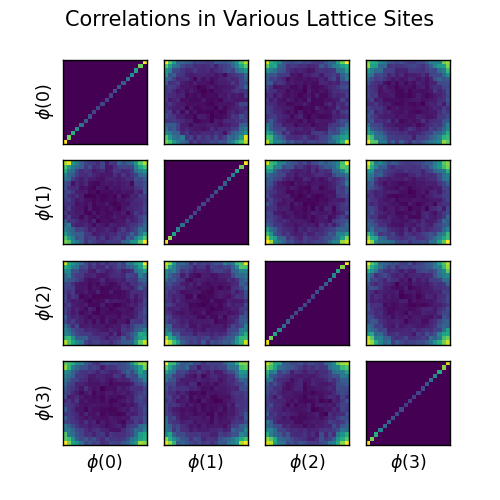 Correlations in Various Lattice Sites
ϕ(0)
ϕ(1)
ϕ(2)
ϕ(3)
ϕ(0) ϕ(1) ϕ(2) ϕ(3)